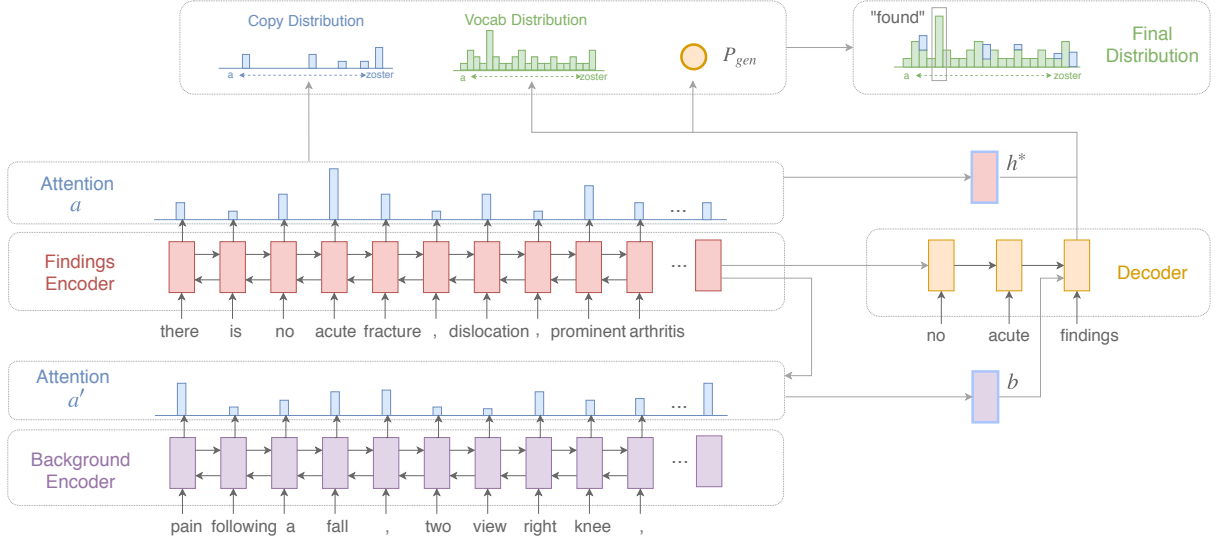 Copy Distribution
Vocab Distribution
a
zoster
a
zoster
P_gen
"found"
a
zoster
Final
Distribution
Attention
a
...
h*
Findings
Encoder
...
there is no acute fracture , dislocation , prominent arthritis
Decoder
no acute findings
Attention
a′
...
b
Background
Encoder
...
pain following a fall , two view right knee ,